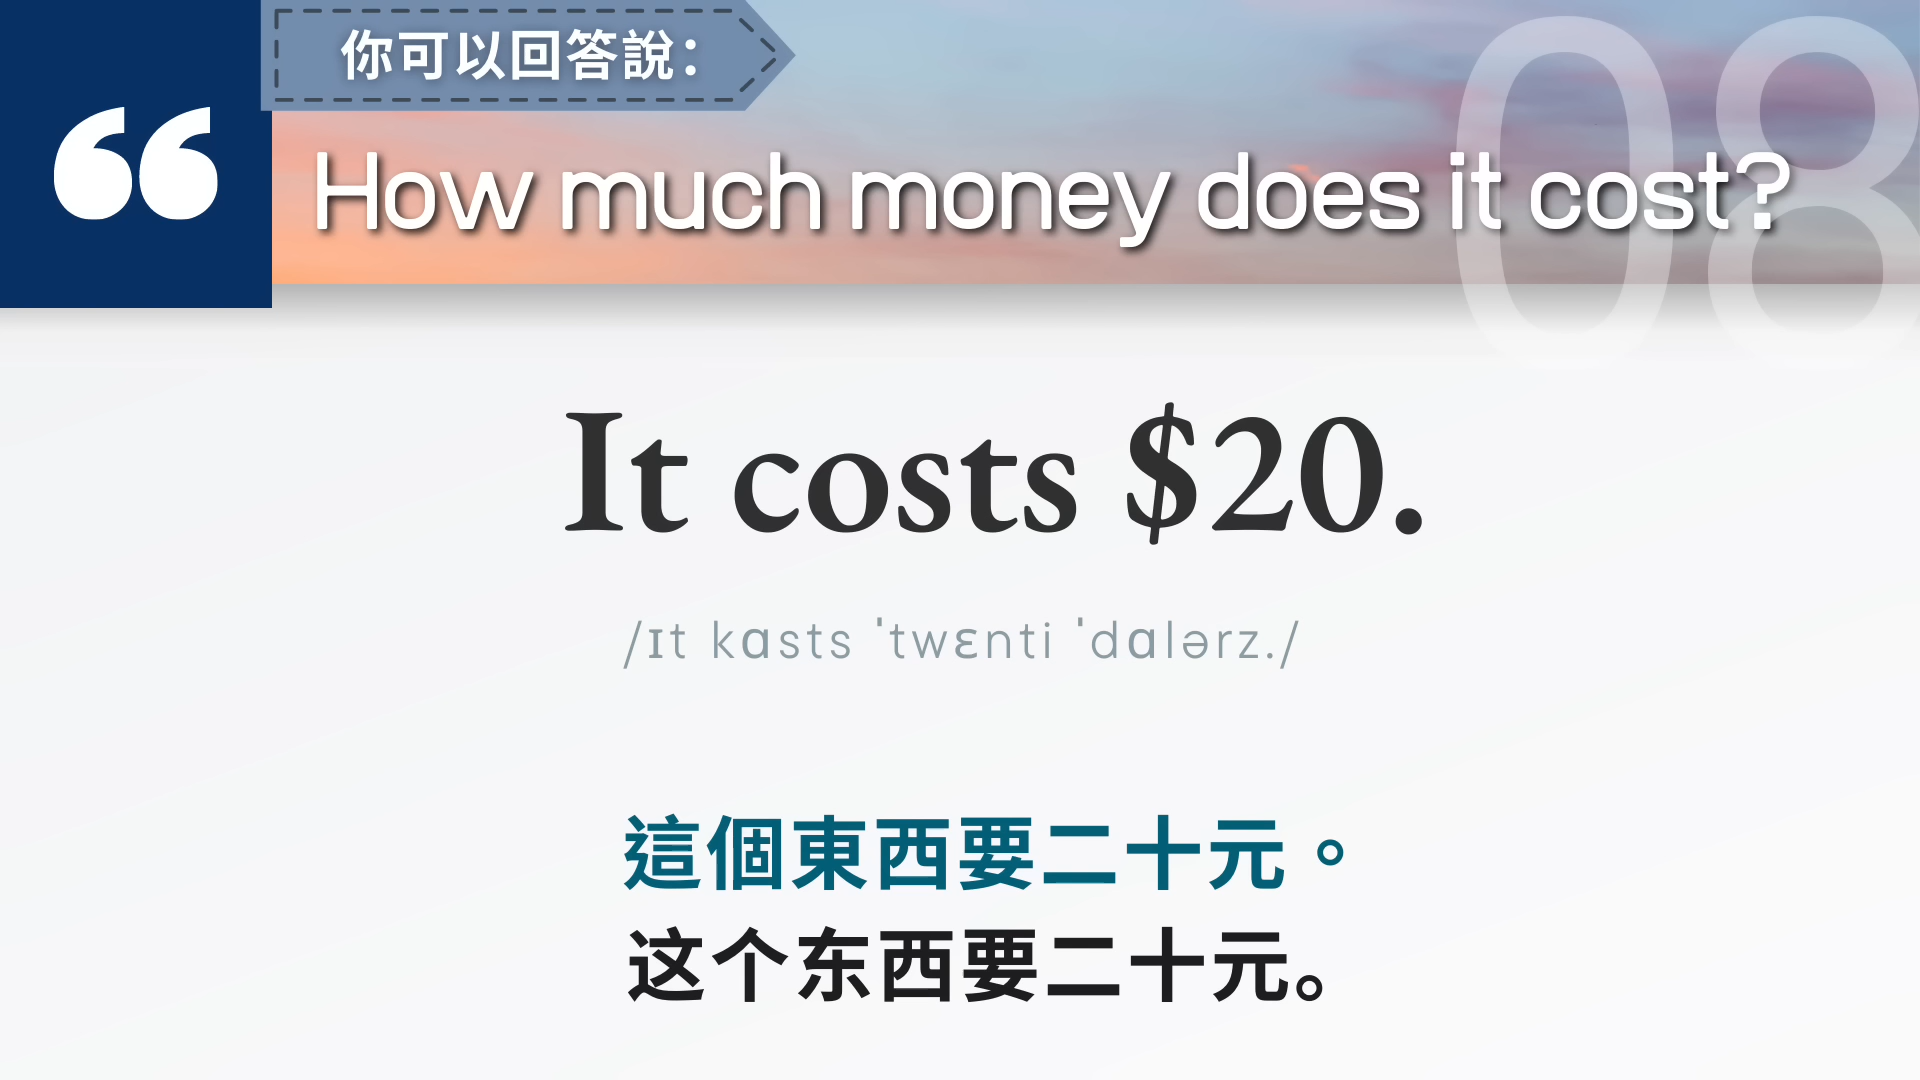 你可以回答說：
08
How much money does it cost?
It costs $20.
/ɪt kɑsts ˈtwɛnti ˈdɑlərz./
這個東西要二十元。
这个东西要二十元。